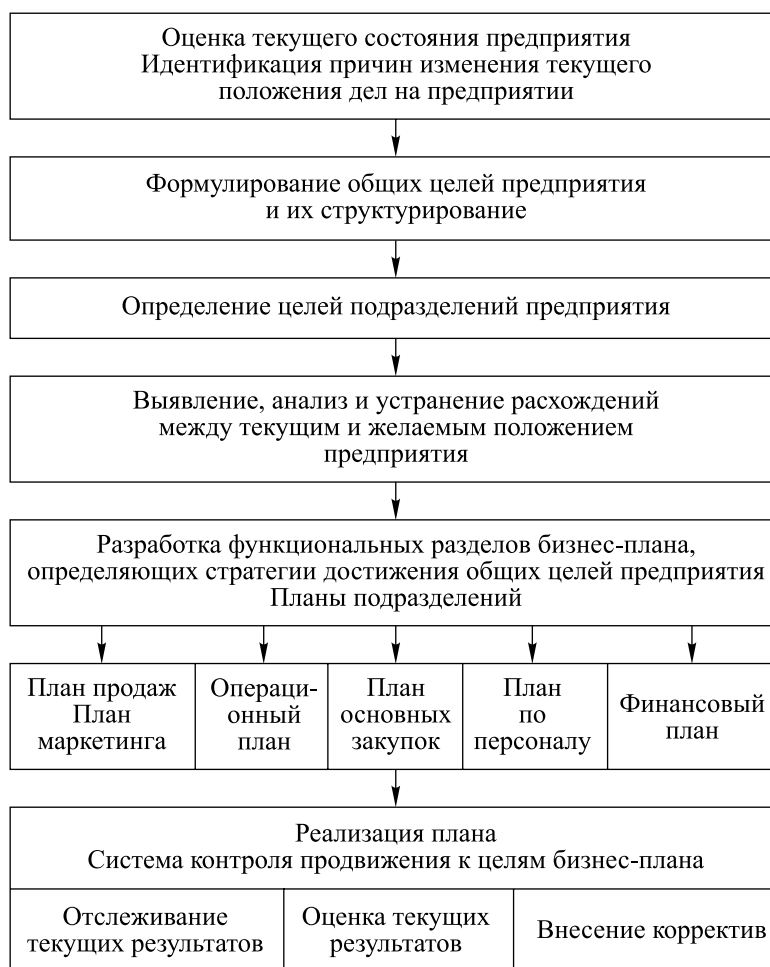 Оценка текущего состояния предприятия
Идентификация причин изменения текущего
положения дел на предприятии
Формулирование общих целей предприятия
и их структурирование
Определение целей подразделений предприятия
Выявление, анализ и устранение расхождений
между текущим и желаемым положением
предприятия
Разработка функциональных разделов бизнес-плана,
определяющих стратегии достижения общих целей предприятия
Планы подразделений
План продаж
План
маркетинга
Операци-
онный
план
План
основных
закупок
План
по
персоналу
Финансовый
план
Реализация плана
Система контроля продвижения к целям бизнес-плана
Отслеживание
текущих результатов
Оценка текущих
результатов
Внесение корректив